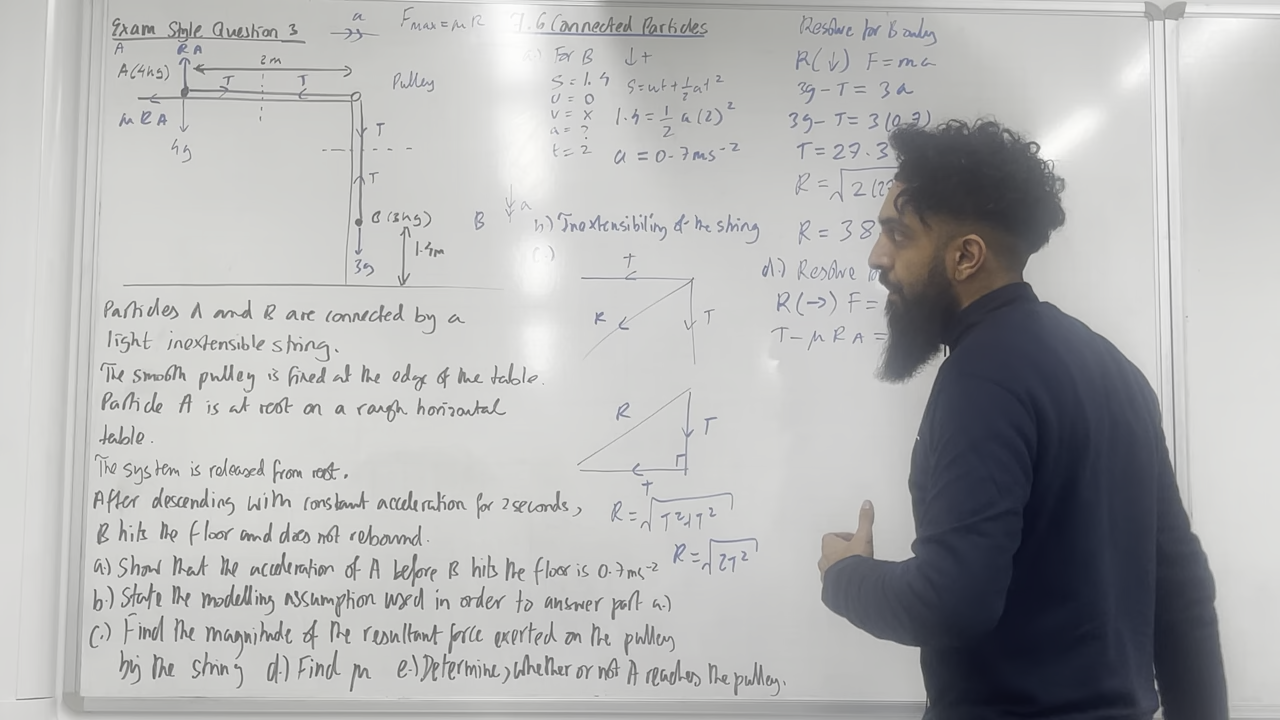 Exam Style Question 3
a
Fmax = μR
A
RA
A(4kg)
2m
T
T
Pulley
μRA
4g
T
T
B (3kg)
B
a
1.4m
3g
Particles A and B are connected by a
light inextensible string.
The smooth pulley is fixed at the edge of the table.
Particle A is at rest on a rough horizontal
table.
The system is released from rest.
After descending with constant acceleration for 2 seconds,
B hits the floor and does not rebound.
a.) Show that the acceleration of A before B hits the floor is 0.7ms⁻²
b.) State the modelling assumption used in order to answer part a.)
c.) Find the magnitude of the resultant force exerted on the pulley
by the string d.) Find μ e.) Determine, whether or not A reaches the pulley.
7.6 Connected Particles
a.) For B ↓+
S = 1.4
U = 0
V = x
a = ?
t = 2
S = ut + ½at²
1.4 = ½ a(2)²
a = 0.7ms⁻²
b.) Inextensibility of the string
c.)
T
R
T
R
T
T
R = √T²+T²
R = √2T²
Resolve for B only
R(↓) F = ma
3g - T = 3a
3g - T = 3(0.7)
T = 27.3
R = √2(2
R = 38
d.) Resolve
R(→) F =
T - μRA =